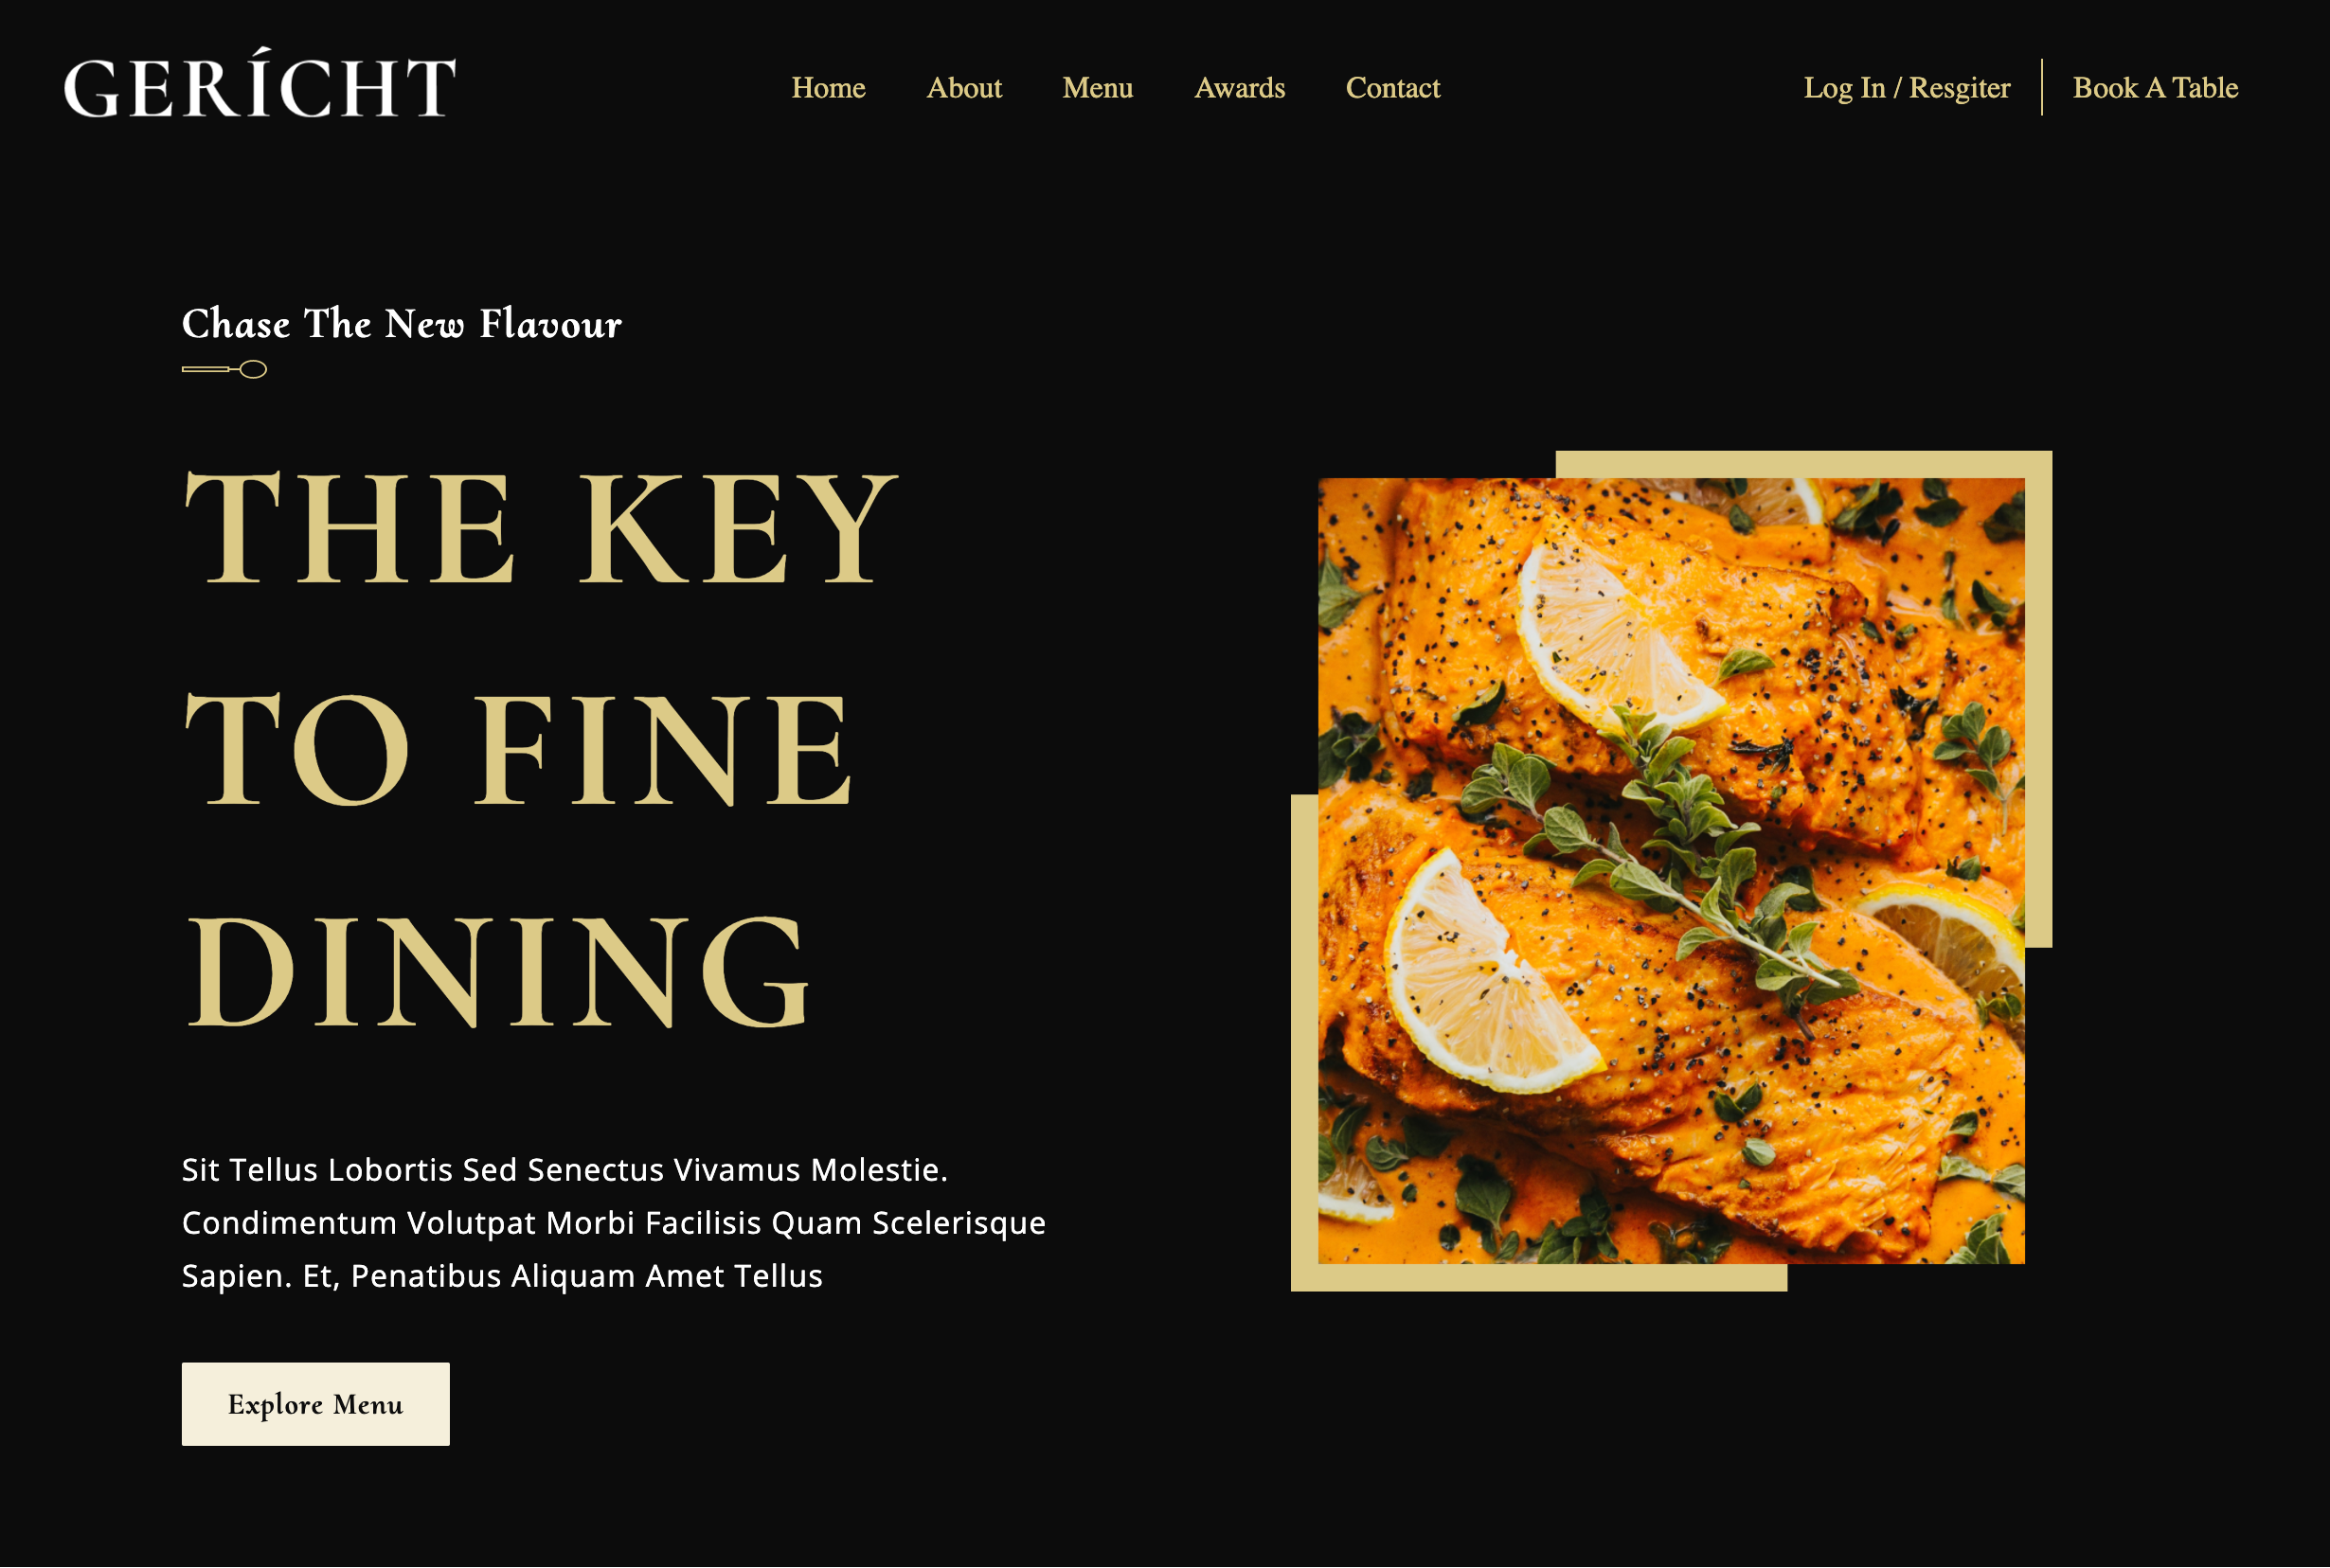 GERÍCHT
Home About Menu Awards Contact
Log In / Resgiter Book A Table
Chase The New Flavour
THE KEY
TO FINE
DINING
Sit Tellus Lobortis Sed Senectus Vivamus Molestie.
Condimentum Volutpat Morbi Facilisis Quam Scelerisque
Sapien. Et, Penatibus Aliquam Amet Tellus
Explore Menu